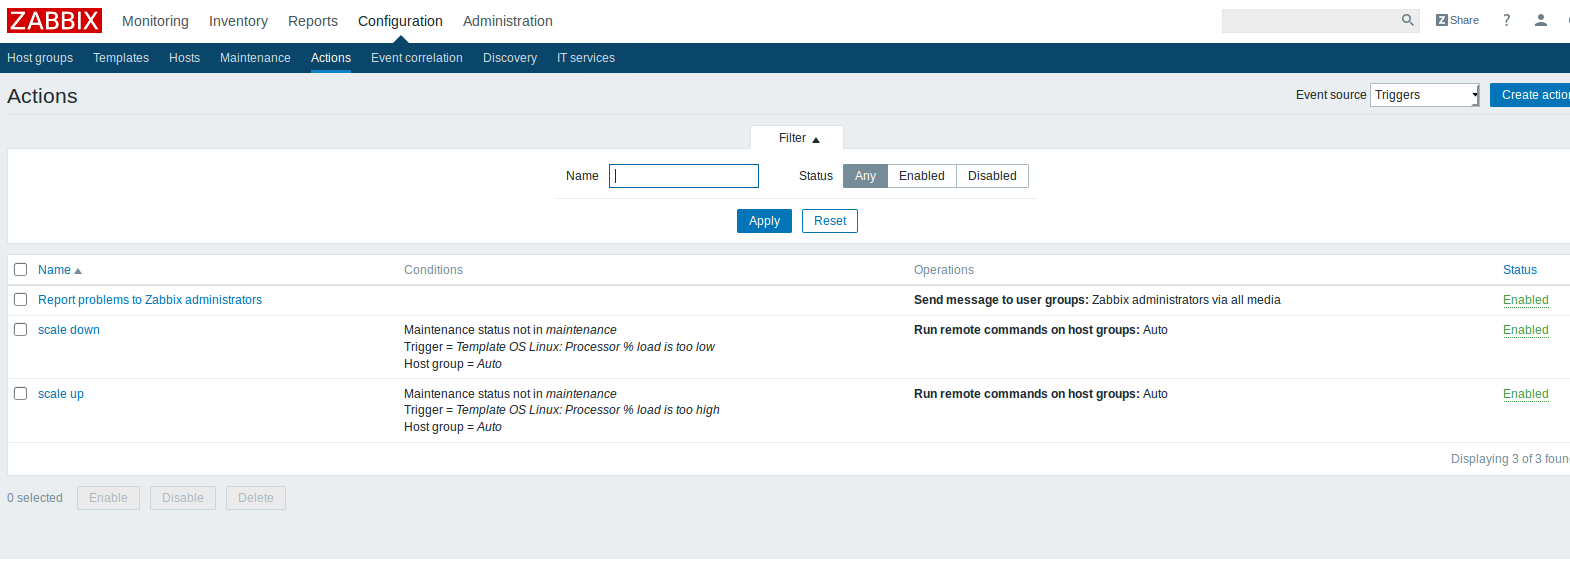 ZABBIX Monitoring Inventory Reports Configuration Administration Z Share ?
Host groups Templates Hosts Maintenance Actions Event correlation Discovery IT services
Actions Event source Triggers Create actio
Filter
Name Status Any Enabled Disabled
Apply Reset
Name Conditions Operations Status
Report problems to Zabbix administrators Send message to user groups: Zabbix administrators via all media Enabled
scale down Maintenance status not in maintenance Run remote commands on host groups: Auto Enabled
Trigger = Template OS Linux: Processor % load is too low
Host group = Auto
scale up Maintenance status not in maintenance Run remote commands on host groups: Auto Enabled
Trigger = Template OS Linux: Processor % load is too high
Host group = Auto
Displaying 3 of 3 foun
0 selected Enable Disable Delete